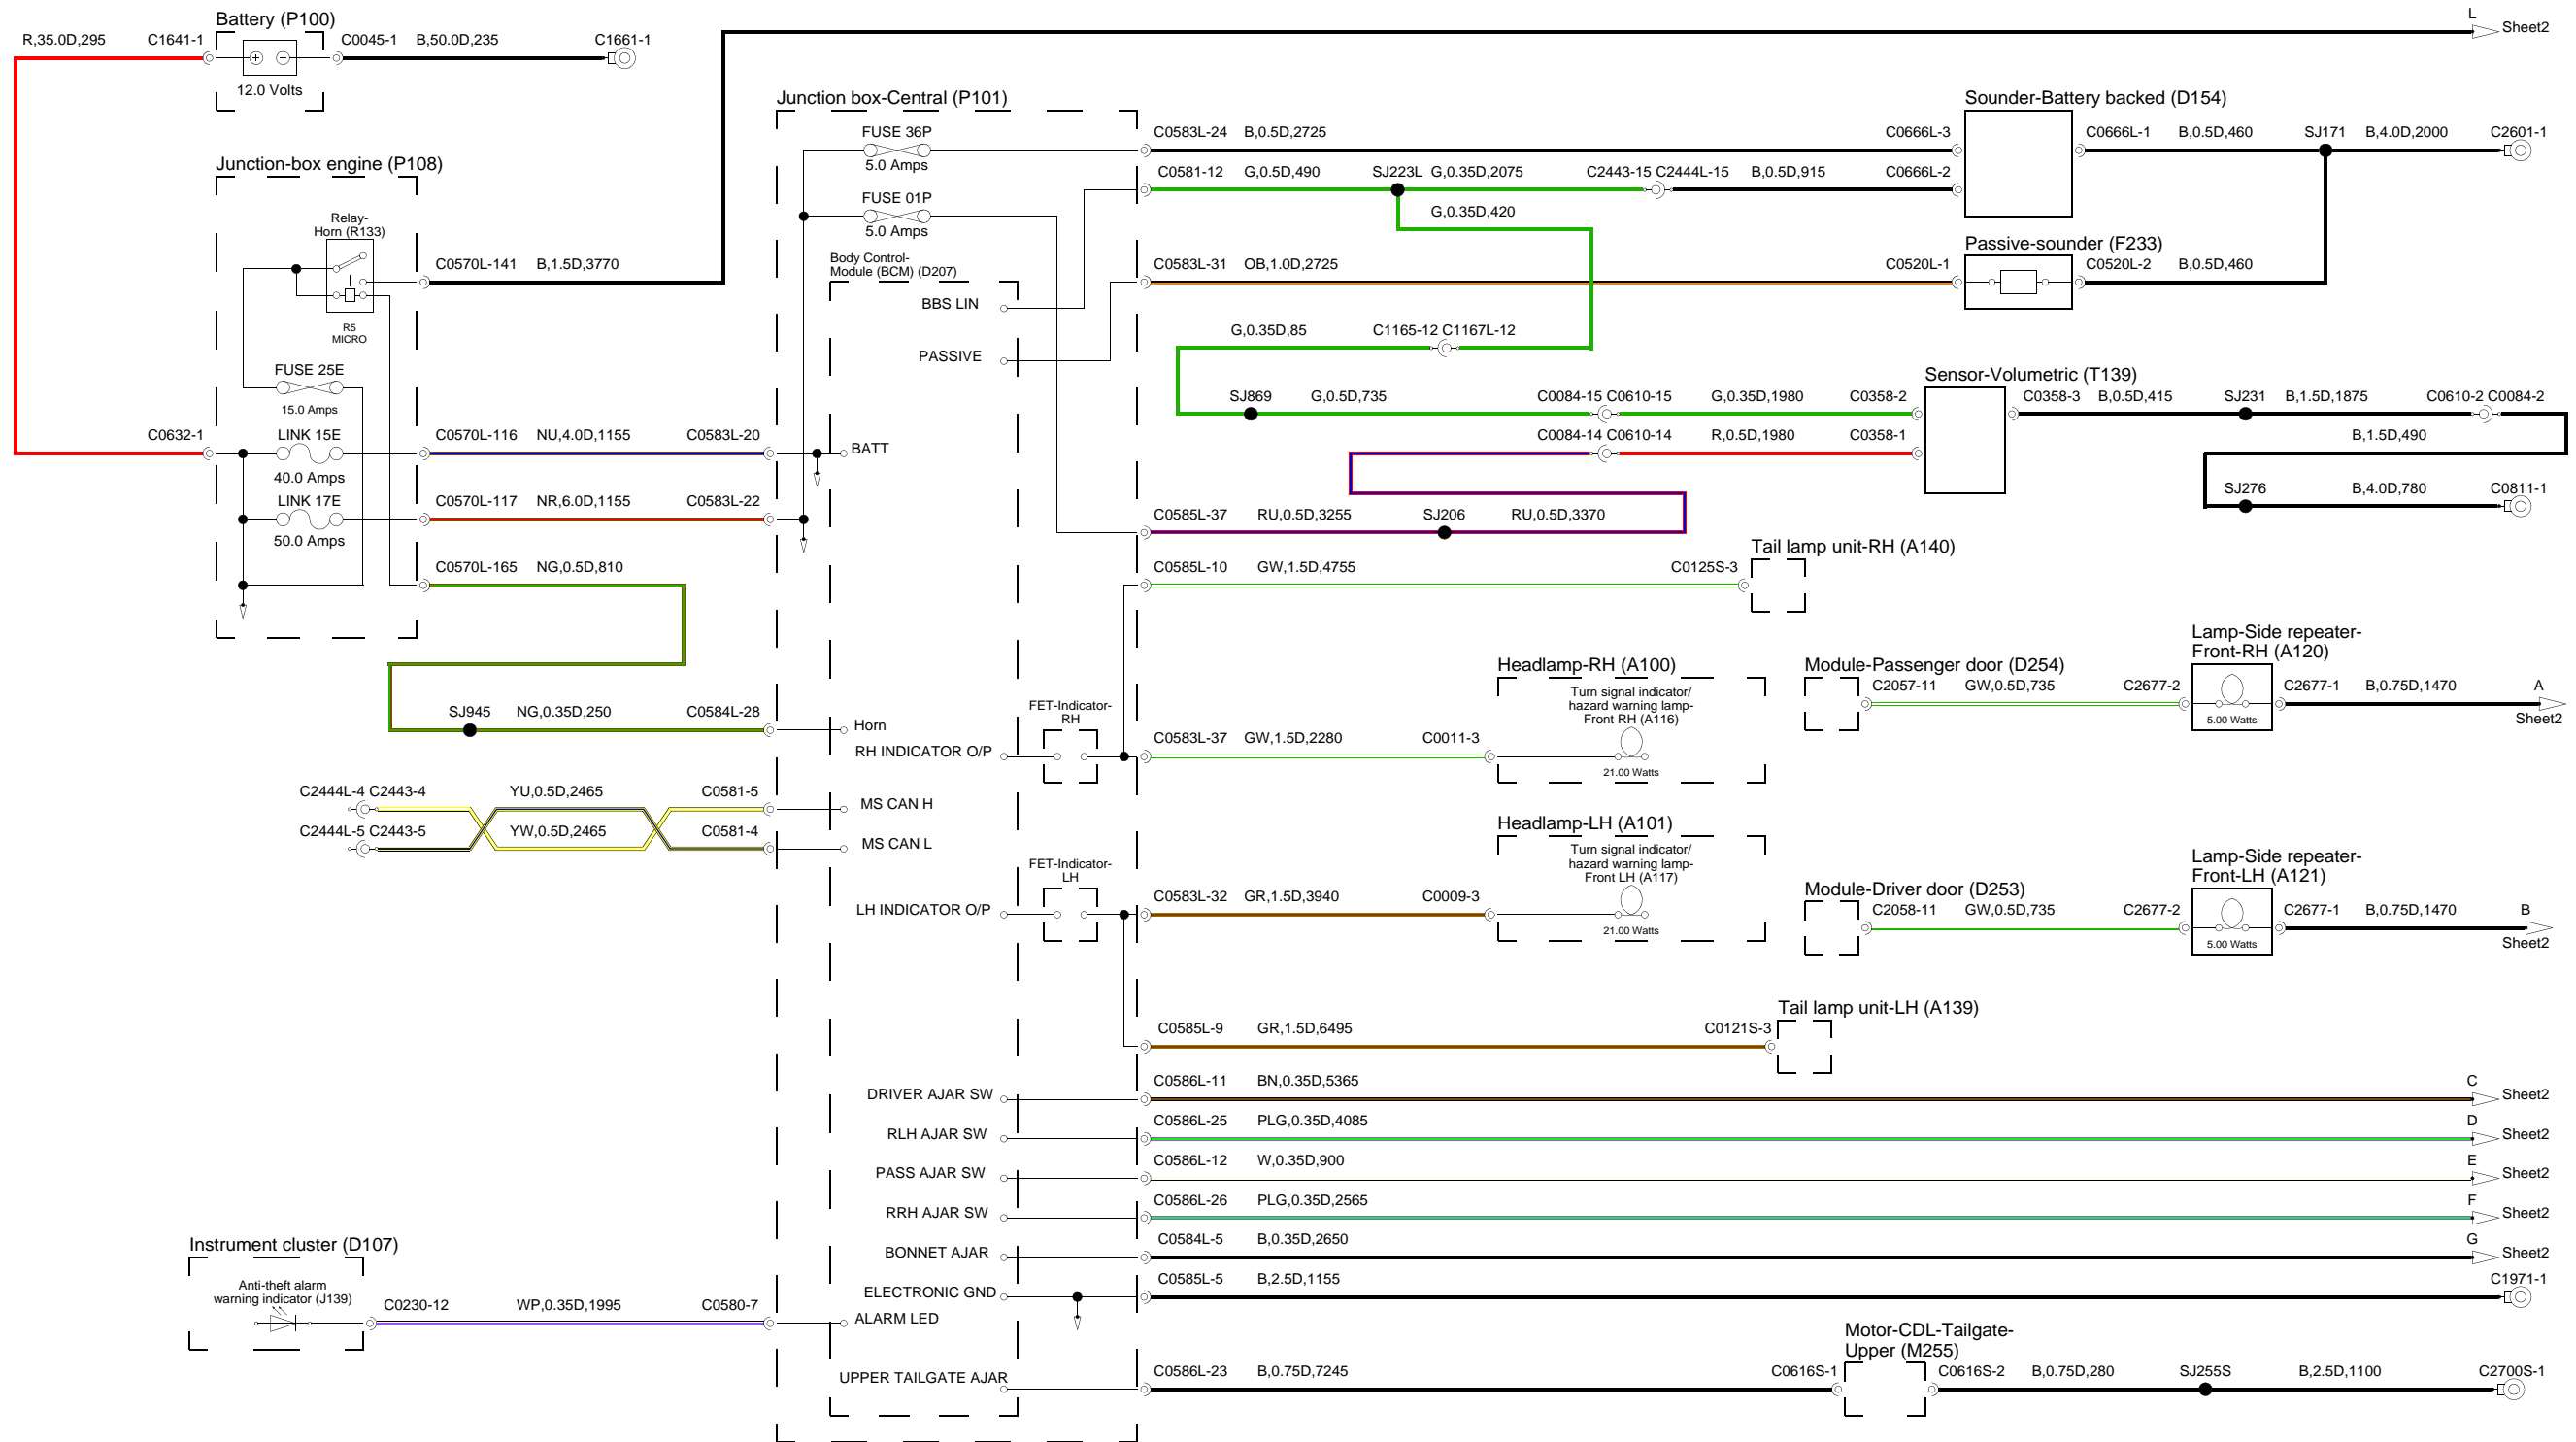 Battery (P100)
R,35.0D,295
C1641-1
C0045-1
B,50.0D,235
C1661-1
12.0 Volts
L
Sheet2
Junction box-Central (P101)
Sounder-Battery backed (D154)
FUSE 36P
5.0 Amps
C0583L-24
B,0.5D,2725
C0666L-3
C0666L-1
B,0.5D,460
SJ171
B,4.0D,2000
C2601-1
Junction-box engine (P108)
C0581-12
G,0.5D,490
SJ223L
G,0.35D,2075
C2443-15 C2444L-15
B,0.5D,915
C0666L-2
FUSE 01P
5.0 Amps
G,0.35D,420
Relay-
Horn (R133)
R5
MICRO
C0570L-141
B,1.5D,3770
Body Control-
Module (BCM) (D207)
Passive-sounder (F233)
C0583L-31
OB,1.0D,2725
C0520L-1
C0520L-2
B,0.5D,460
BBS LIN
PASSIVE
G,0.35D,85
C1165-12 C1167L-12
FUSE 25E
15.0 Amps
Sensor-Volumetric (T139)
SJ869
G,0.5D,735
C0084-15 C0610-15
G,0.35D,1980
C0358-2
C0358-3
B,0.5D,415
SJ231
B,1.5D,1875
C0610-2 C0084-2
C0632-1
LINK 15E
40.0 Amps
C0570L-116
NU,4.0D,1155
C0583L-20
BATT
C0084-14 C0610-14
R,0.5D,1980
C0358-1
B,1.5D,490
LINK 17E
50.0 Amps
C0570L-117
NR,6.0D,1155
C0583L-22
C0585L-37
RU,0.5D,3255
SJ206
RU,0.5D,3370
SJ276
B,4.0D,780
C0811-1
Tail lamp unit-RH (A140)
C0570L-165
NG,0.5D,810
C0585L-10
GW,1.5D,4755
C0125S-3
Headlamp-RH (A100)
Turn signal indicator/
hazard warning lamp-
Front RH (A116)
21.00 Watts
Module-Passenger door (D254)
C2057-11
GW,0.5D,735
C2677-2
Lamp-Side repeater-
Front-RH (A120)
5.00 Watts
C2677-1
B,0.75D,1470
A
Sheet2
SJ945
NG,0.35D,250
C0584L-28
Horn
FET-Indicator-
RH
RH INDICATOR O/P
C0583L-37
GW,1.5D,2280
C0011-3
C2444L-4 C2443-4
YU,0.5D,2465
C0581-5
MS CAN H
C2444L-5 C2443-5
YW,0.5D,2465
C0581-4
MS CAN L
Headlamp-LH (A101)
Turn signal indicator/
hazard warning lamp-
Front LH (A117)
21.00 Watts
FET-Indicator-
LH
LH INDICATOR O/P
C0583L-32
GR,1.5D,3940
C0009-3
Module-Driver door (D253)
C2058-11
GW,0.5D,735
C2677-2
Lamp-Side repeater-
Front-LH (A121)
5.00 Watts
C2677-1
B,0.75D,1470
B
Sheet2
Tail lamp unit-LH (A139)
C0585L-9
GR,1.5D,6495
C0121S-3
DRIVER AJAR SW
C0586L-11
BN,0.35D,5365
C
Sheet2
RLH AJAR SW
C0586L-25
PLG,0.35D,4085
D
Sheet2
PASS AJAR SW
C0586L-12
W,0.35D,900
E
Sheet2
RRH AJAR SW
C0586L-26
PLG,0.35D,2565
F
Sheet2
BONNET AJAR
C0584L-5
B,0.35D,2650
G
Sheet2
ELECTRONIC GND
C0585L-5
B,2.5D,1155
C1971-1
Instrument cluster (D107)
Anti-theft alarm
warning indicator (J139)
C0230-12
WP,0.35D,1995
C0580-7
ALARM LED
Motor-CDL-Tailgate-
Upper (M255)
UPPER TAILGATE AJAR
C0586L-23
B,0.75D,7245
C0616S-1
C0616S-2
B,0.75D,280
SJ255S
B,2.5D,1100
C2700S-1